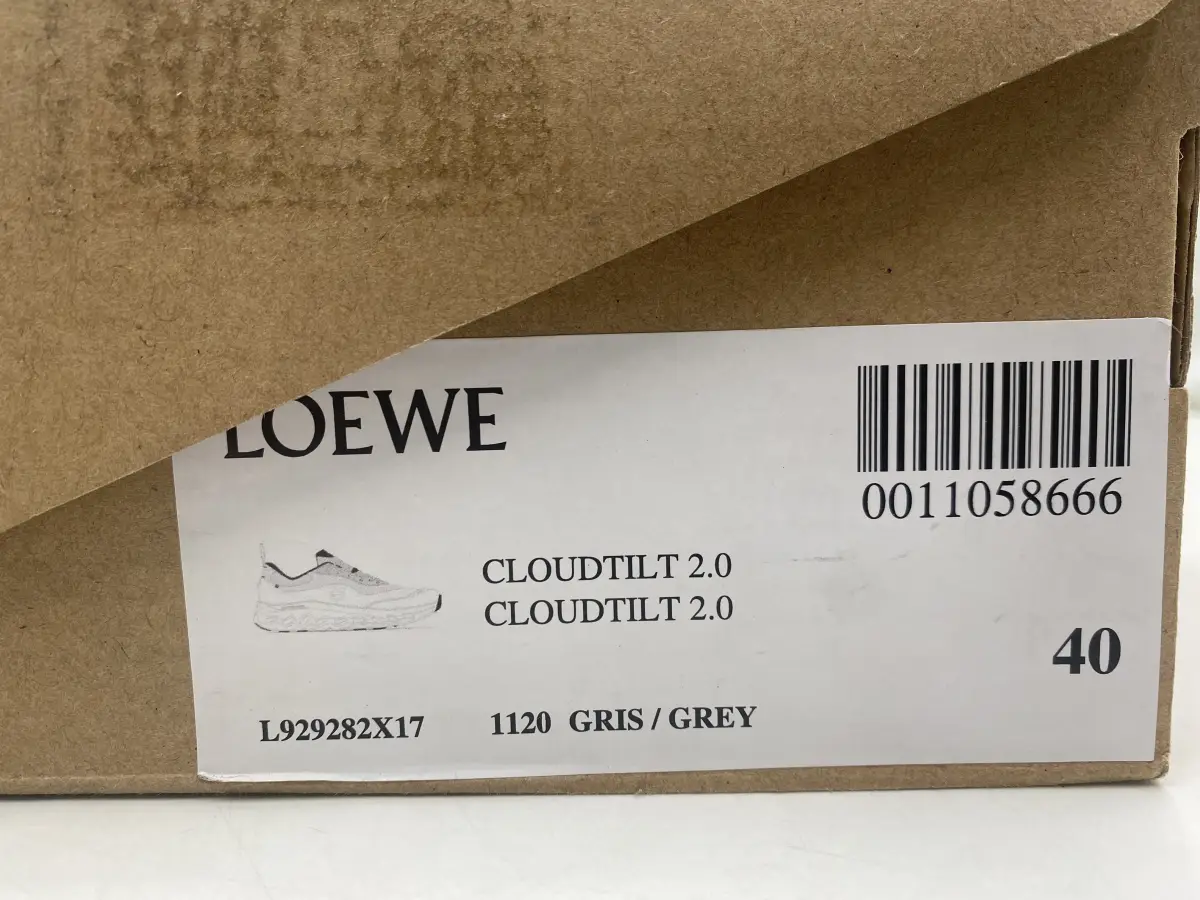 LOEWE
0011058666
CLOUDTILT 2.0
CLOUDTILT 2.0
40
L929282X17 1120 GRIS / GREY